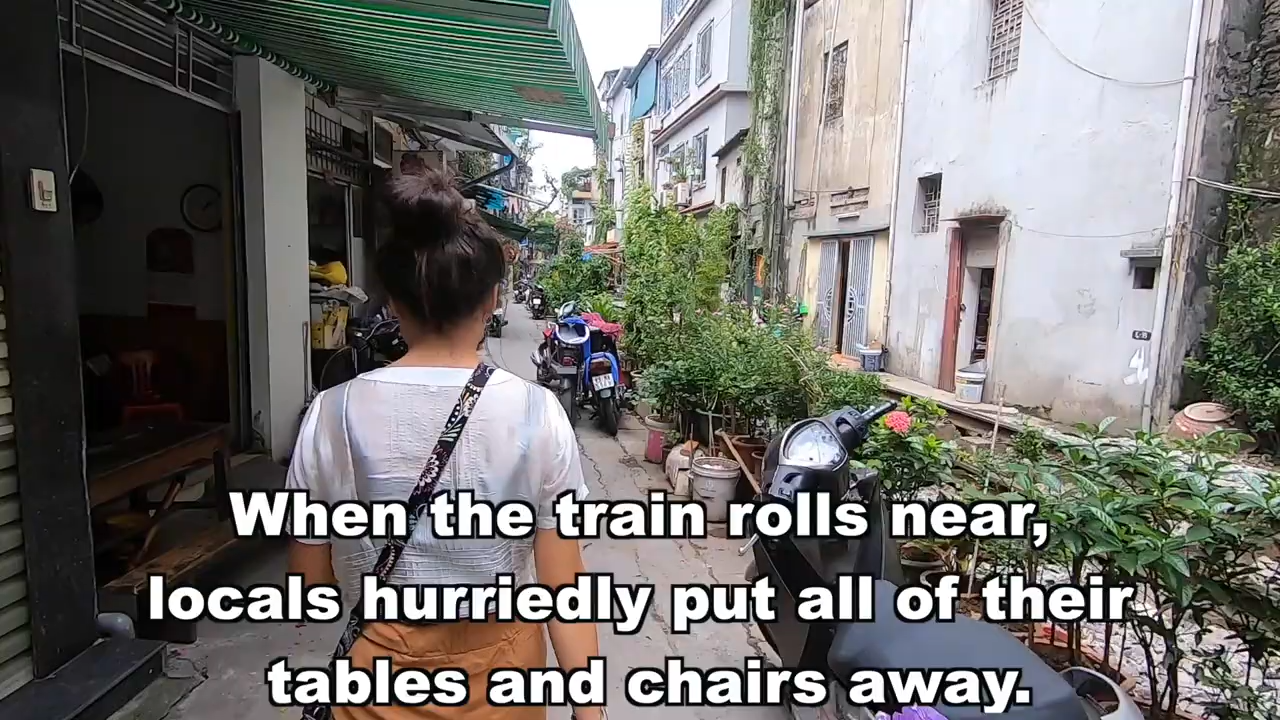 When the train rolls near,
locals hurriedly put all of their
tables and chairs away.